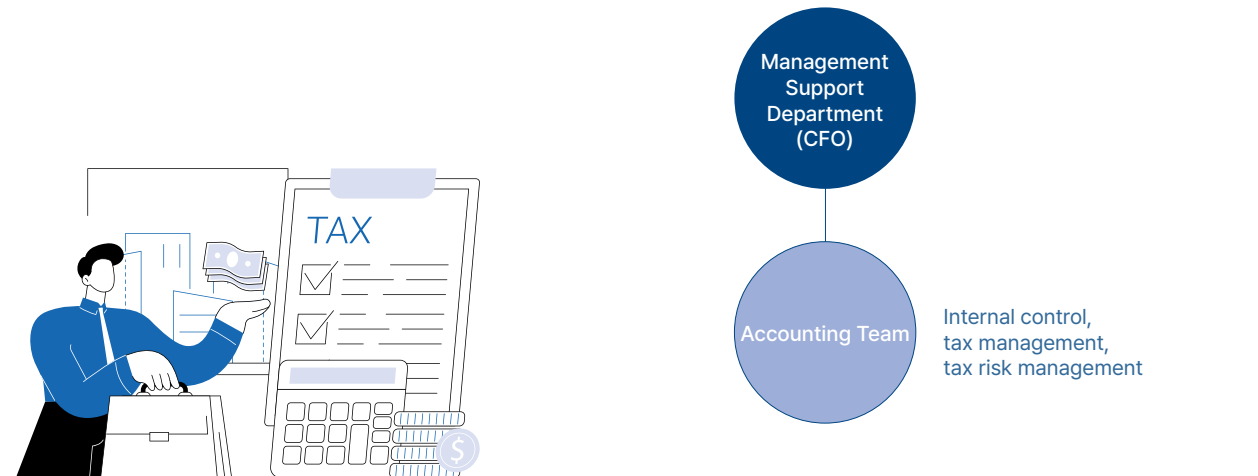 TAX
$
Management
Support
Department
(CFO)
Accounting Team
Internal control,
tax management,
tax risk management